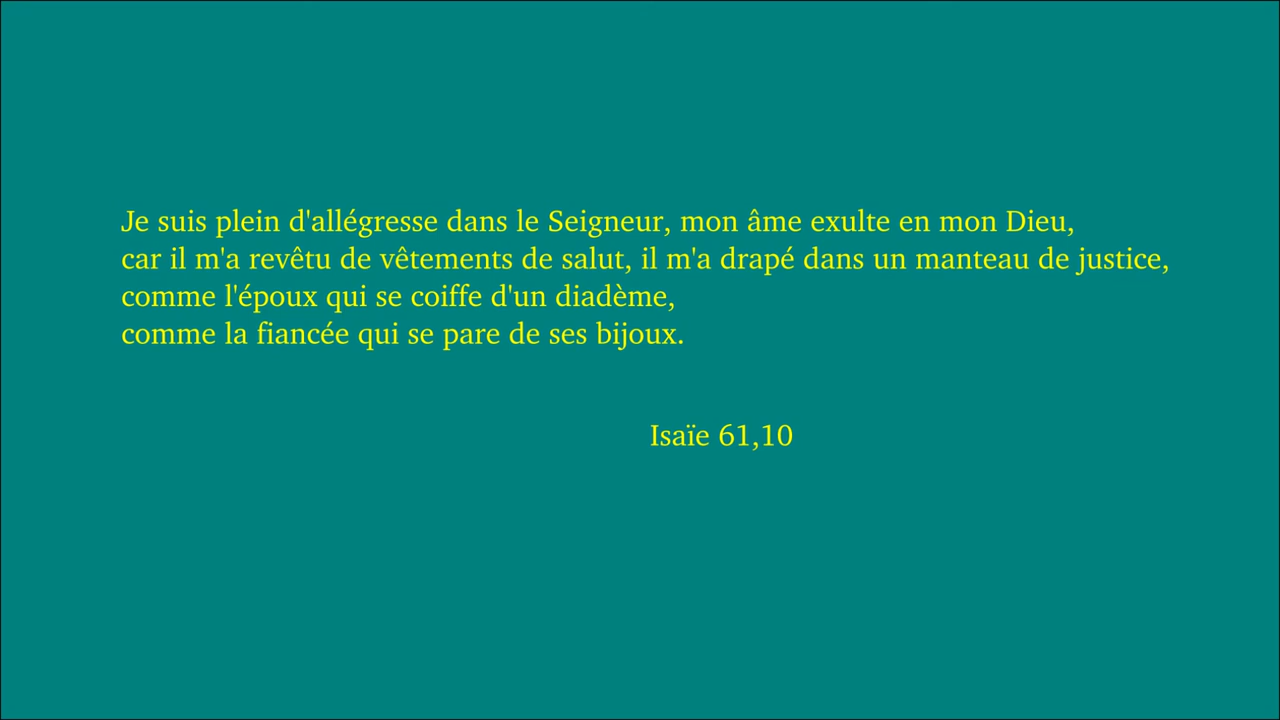 Je suis plein d'allégresse dans le Seigneur, mon âme exulte en mon Dieu,
car il m'a revêtu de vêtements de salut, il m'a drapé dans un manteau de justice,
comme l'époux qui se coiffe d'un diadème,
comme la fiancée qui se pare de ses bijoux.
Isaïe 61,10